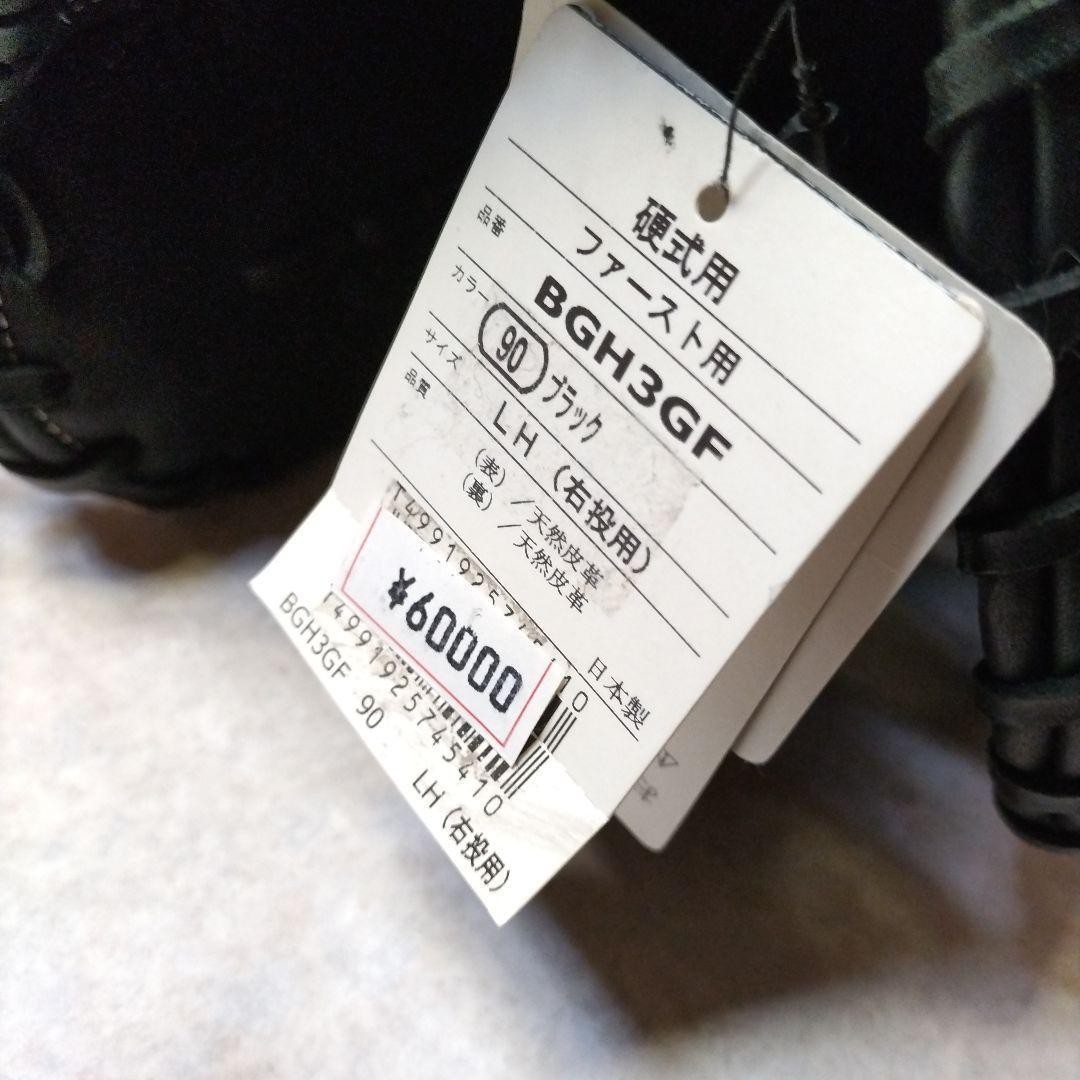 硬式用
ファースト用
品番 BGH3GF
カラー 90 ブラック
サイズ LH (右投用)
品質 (表)/天然皮革
(裏)/天然皮革
日本製
¥60000
4991925745410
BGH3GF 90 LH (右投用)